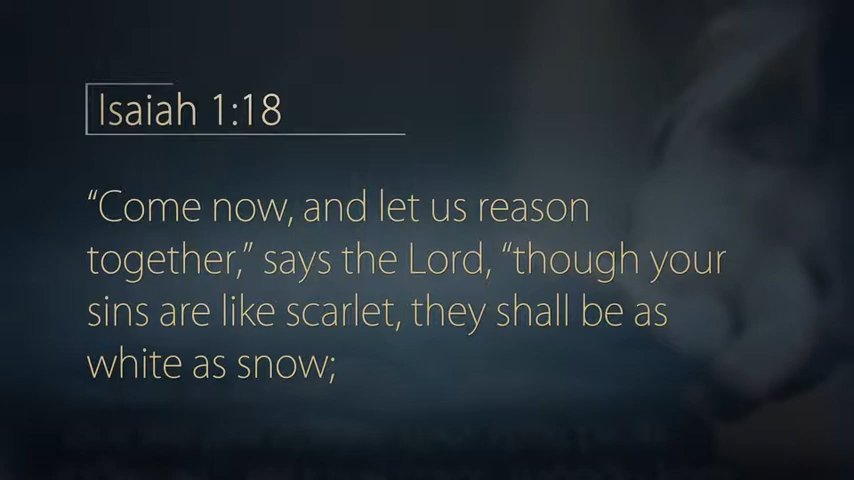 Isaiah 1:18
“Come now, and let us reason
together,” says the Lord, “though your
sins are like scarlet, they shall be as
white as snow;